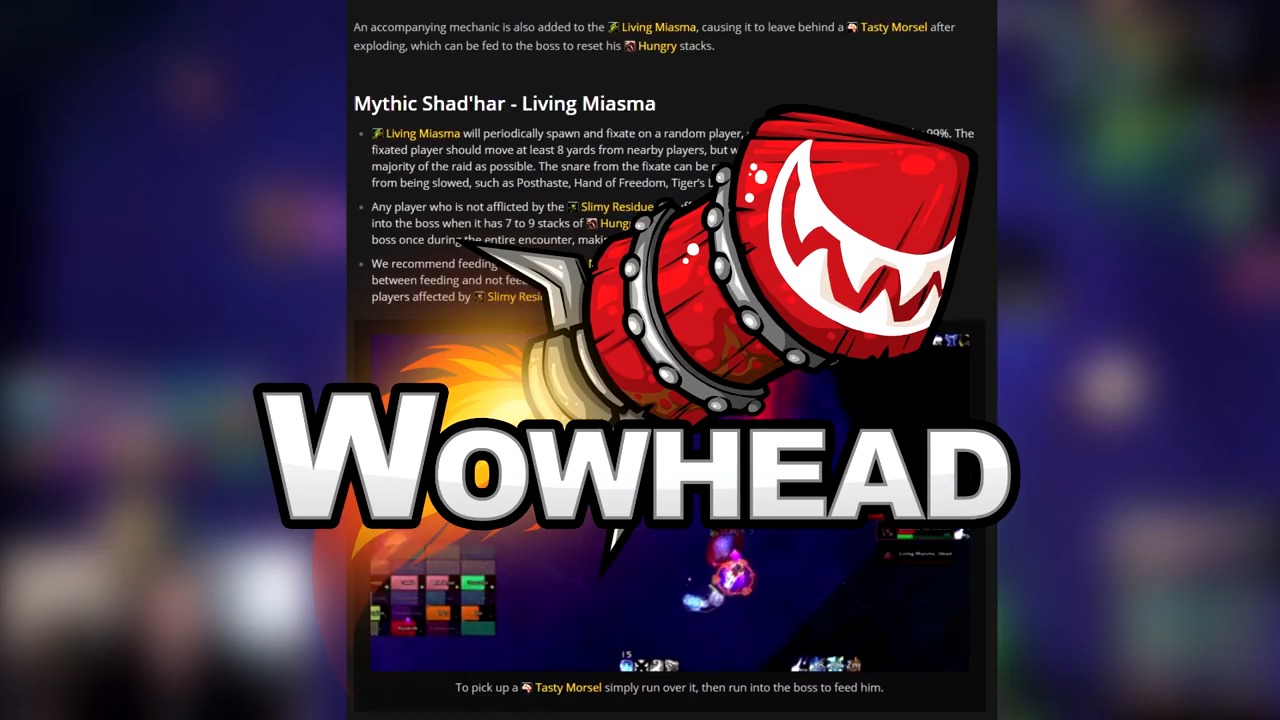 An accompanying mechanic is also added to the Living Miasma, causing it to leave behind a Tasty Morsel after
exploding, which can be fed to the boss to reset his Hungry stacks.
Mythic Shad'har - Living Miasma
Living Miasma will periodically spawn and fixate on a random player, 99%. The
fixated player should move at least 8 yards from nearby players, but
majority of the raid as possible. The snare from the fixate can be
from being slowed, such as Posthaste, Hand of Freedom, Tiger's
Any player who is not afflicted by the Slimy Residue
into the boss when it has 7 to 9 stacks of
boss once during the entire encounter,
We recommend feeding
between feeding and not
players affected by Slimy
WOWHEAD
Living Miasma Dead
15
To pick up a Tasty Morsel simply run over it, then run into the boss to feed him.